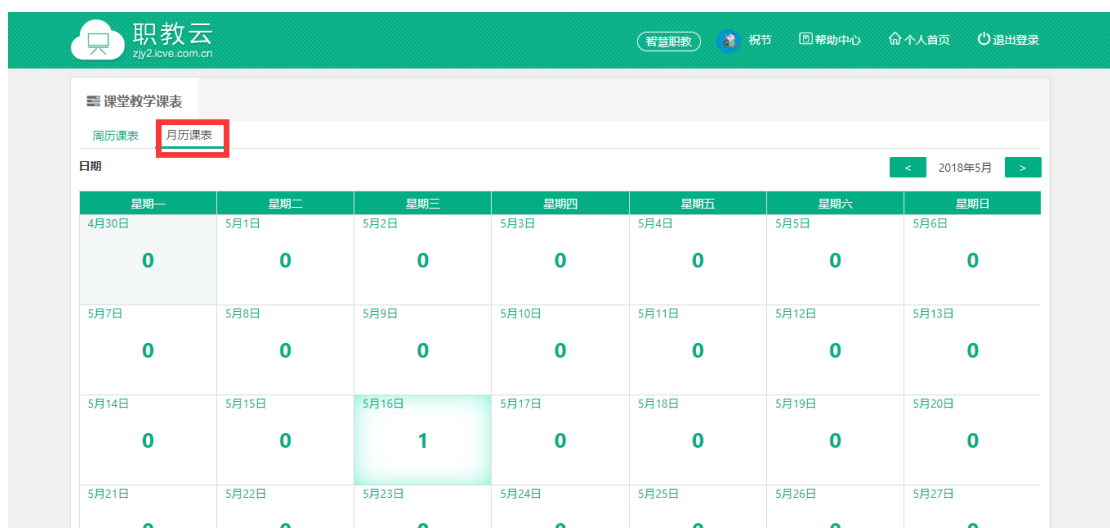 职教云
zjy2.icve.com.cn
智慧职教 祝节 帮助中心 个人首页 退出登录
课堂教学课表
周历课表 月历课表
日期 < 2018年5月 >
星期一 星期二 星期三 星期四 星期五 星期六 星期日
4月30日 5月1日 5月2日 5月3日 5月4日 5月5日 5月6日
0 0 0 0 0 0 0
5月7日 5月8日 5月9日 5月10日 5月11日 5月12日 5月13日
0 0 0 0 0 0 0
5月14日 5月15日 5月16日 5月17日 5月18日 5月19日 5月20日
0 0 1 0 0 0 0
5月21日 5月22日 5月23日 5月24日 5月25日 5月26日 5月27日